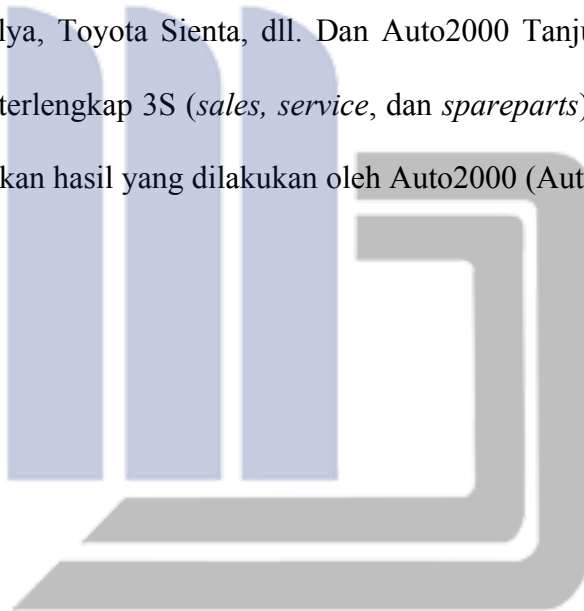 lya, Toyota Sienta, dll. Dan Auto2000 Tanju
terlengkap 3S (sales, service, dan spareparts)
kan hasil yang dilakukan oleh Auto2000 (Aut